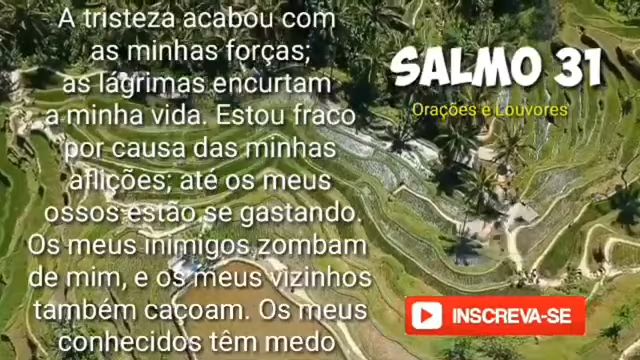 A tristeza acabou com
as minhas forças;
as lágrimas encurtam
a minha vida. Estou fraco
por causa das minhas
aflições; até os meus
ossos estão se gastando.
Os meus inimigos zombam
de mim, e os meus vizinhos
também caçoam. Os meus
conhecidos têm medo
SALMO 31
Orações e Louvores
INSCREVA-SE